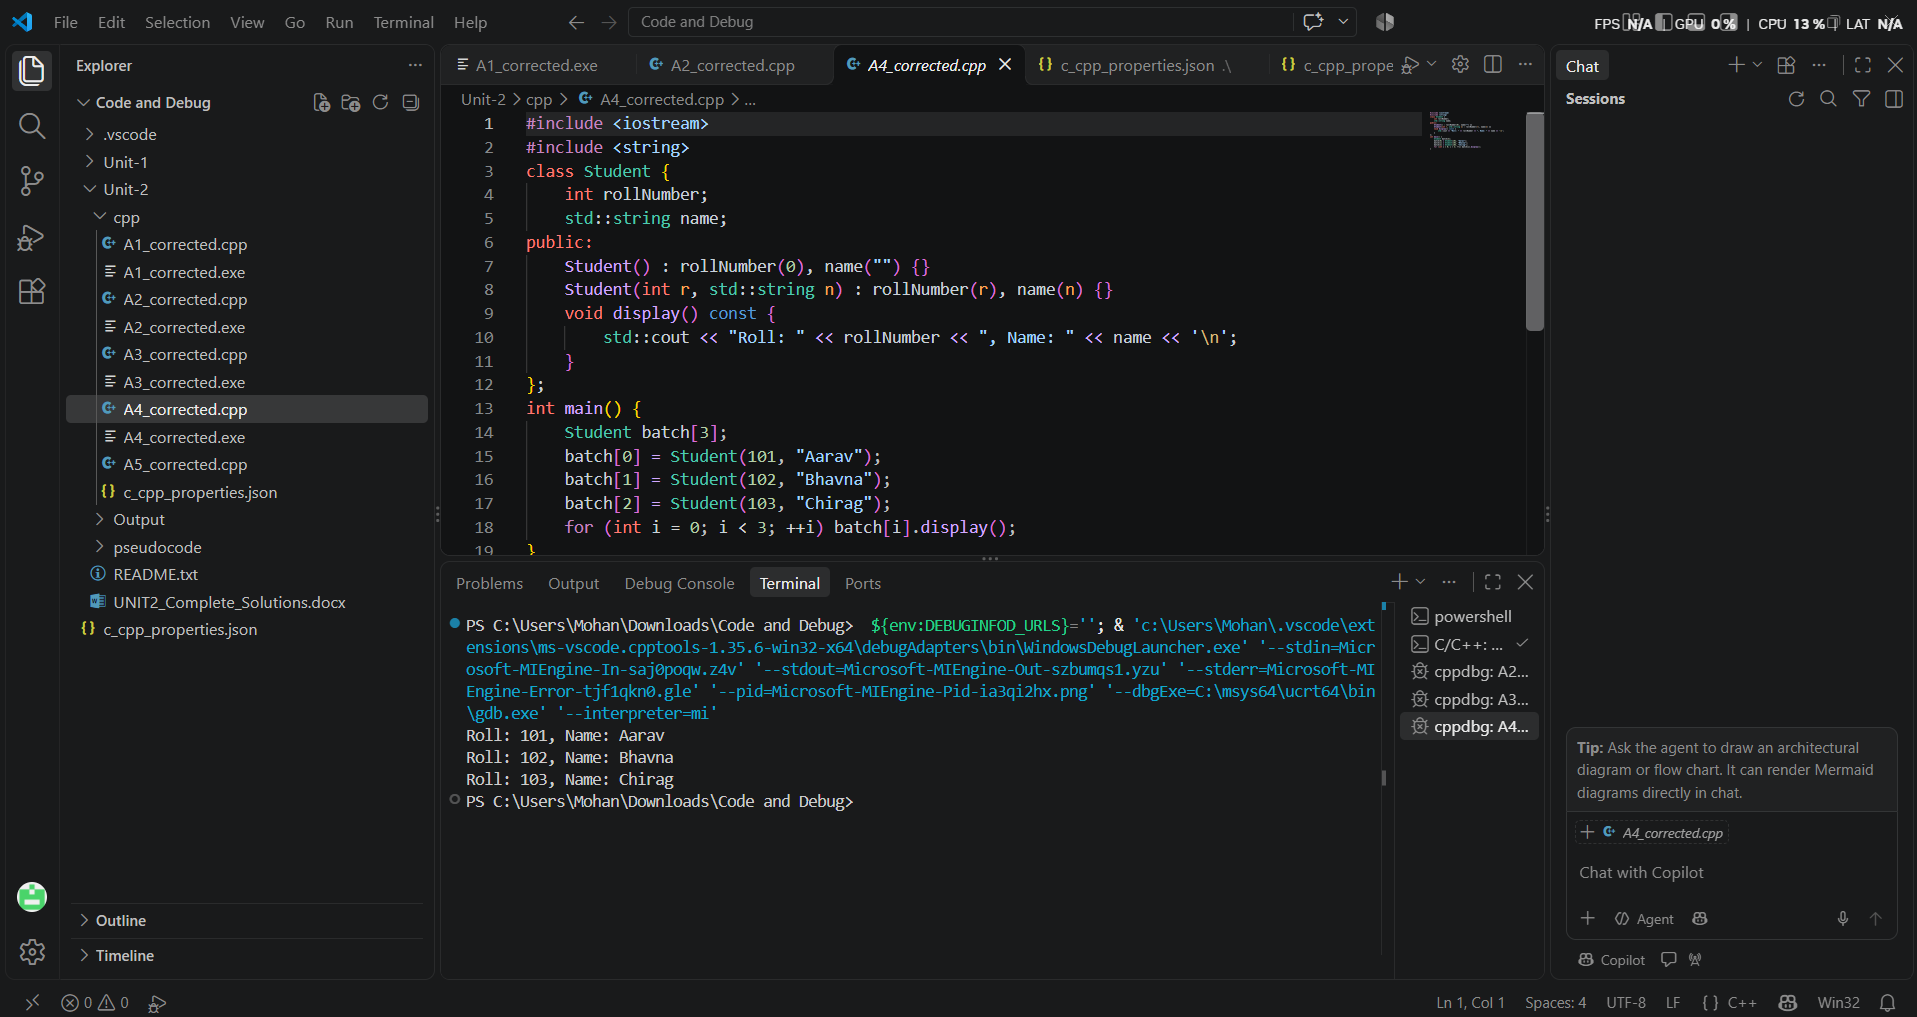 File Edit Selection View Go Run Terminal Help
Code and Debug
FPS N/A | GPU 0% | CPU 13% | LAT N/A
Explorer
Code and Debug
.vscode
Unit-1
Unit-2
cpp
A1_corrected.cpp
A1_corrected.exe
A2_corrected.cpp
A2_corrected.exe
A3_corrected.cpp
A3_corrected.exe
A4_corrected.cpp
A4_corrected.exe
A5_corrected.cpp
{} c_cpp_properties.json
Output
pseudocode
README.txt
UNIT2_Complete_Solutions.docx
{} c_cpp_properties.json
Outline
Timeline
A1_corrected.exe A2_corrected.cpp A4_corrected.cpp {} c_cpp_properties.json .\ {} c_cpp_prope
Unit-2 > cpp > A4_corrected.cpp > ...
1 #include <iostream>
2 #include <string>
3 class Student {
4 int rollNumber;
5 std::string name;
6 public:
7 Student() : rollNumber(0), name("") {}
8 Student(int r, std::string n) : rollNumber(r), name(n) {}
9 void display() const {
10 std::cout << "Roll: " << rollNumber << ", Name: " << name << '\n';
11 }
12 };
13 int main() {
14 Student batch[3];
15 batch[0] = Student(101, "Aarav");
16 batch[1] = Student(102, "Bhavna");
17 batch[2] = Student(103, "Chirag");
18 for (int i = 0; i < 3; ++i) batch[i].display();
19 }
Problems Output Debug Console Terminal Ports
PS C:\Users\Mohan\Downloads\Code and Debug> ${env:DEBUGINFOD_URLS}=''; & 'c:\Users\Mohan\.vscode\ext
ensions\ms-vscode.cpptools-1.35.6-win32-x64\debugAdapters\bin\WindowsDebugLauncher.exe' '--stdin=Micr
osoft-MIEngine-In-saj0poqw.z4v' '--stdout=Microsoft-MIEngine-Out-szbumqs1.yzu' '--stderr=Microsoft-MI
Engine-Error-tjf1qkn0.gle' '--pid=Microsoft-MIEngine-Pid-ia3qi2hx.png' '--dbgExe=C:\msys64\ucrt64\bin
\gdb.exe' '--interpreter=mi'
Roll: 101, Name: Aarav
Roll: 102, Name: Bhavna
Roll: 103, Name: Chirag
PS C:\Users\Mohan\Downloads\Code and Debug>
powershell
C/C++: ...
cppdbg: A2...
cppdbg: A3...
cppdbg: A4...
Chat
Sessions
Tip: Ask the agent to draw an architectural
diagram or flow chart. It can render Mermaid
diagrams directly in chat.
A4_corrected.cpp
Chat with Copilot
Agent
Copilot
0 0
Ln 1, Col 1 Spaces: 4 UTF-8 LF {} C++ Win32